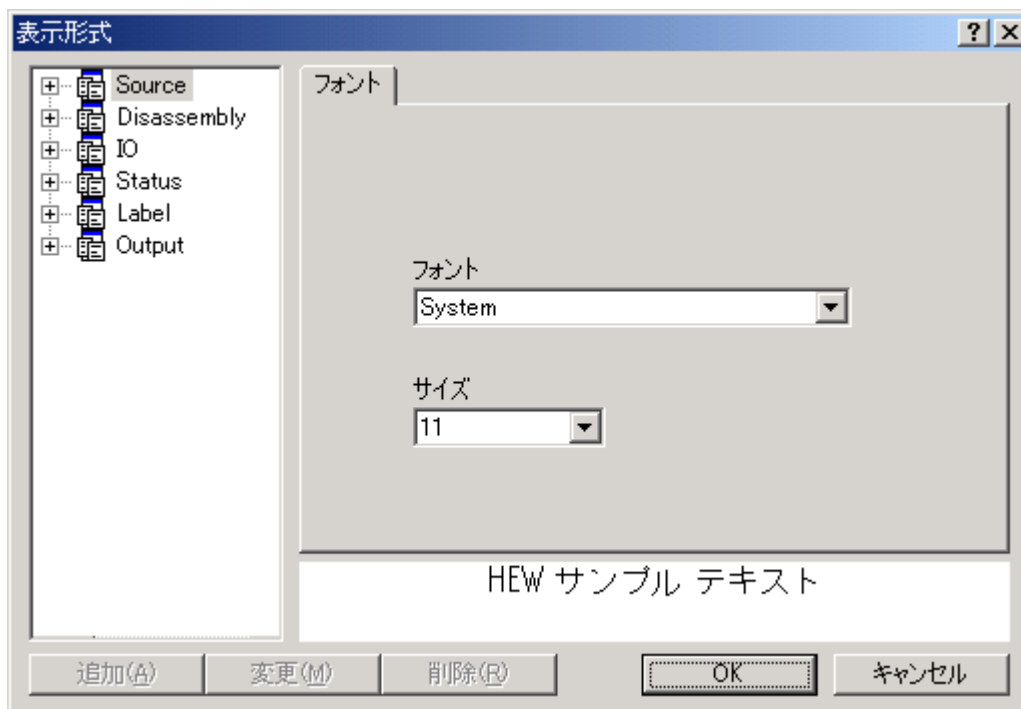 表示形式
Source
Disassembly
IO
Status
Label
Output
フォント
フォント
System
サイズ
11
HEW サンプル テキスト
追加(A) 変更(M) 削除(R) OK キャンセル